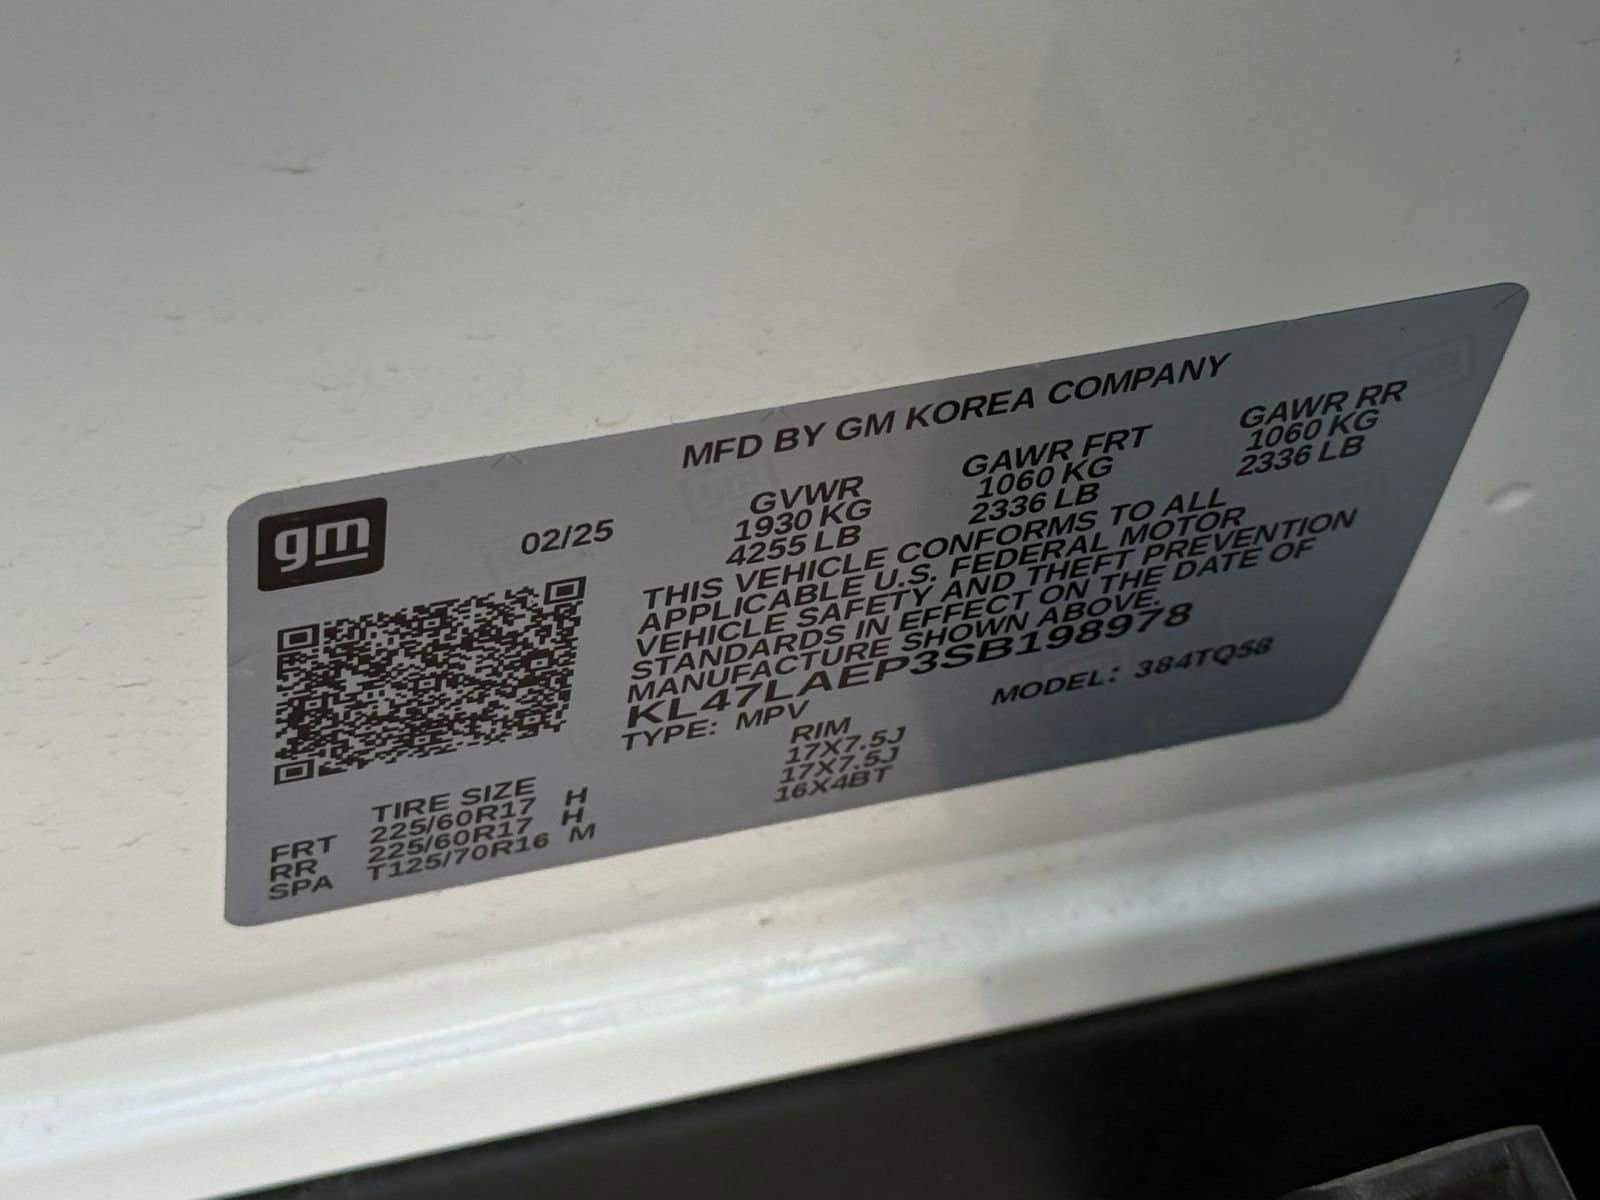 gm
02/25
MFD BY GM KOREA COMPANY
GVWR GAWR FRT GAWR RR
1930 KG 1060 KG 1060 KG
4255 LB 2336 LB 2336 LB
THIS VEHICLE CONFORMS TO ALL
APPLICABLE U.S. FEDERAL MOTOR
VEHICLE SAFETY AND THEFT PREVENTION
STANDARDS IN EFFECT ON THE DATE OF
MANUFACTURE SHOWN ABOVE.
KL47LAEP3SB198978
TYPE: MPV MODEL: 384TQ58
TIRE SIZE RIM
FRT 225/60R17 H 17X7.5J
RR 225/60R17 H 17X7.5J
SPA T125/70R16 M 16X4BT